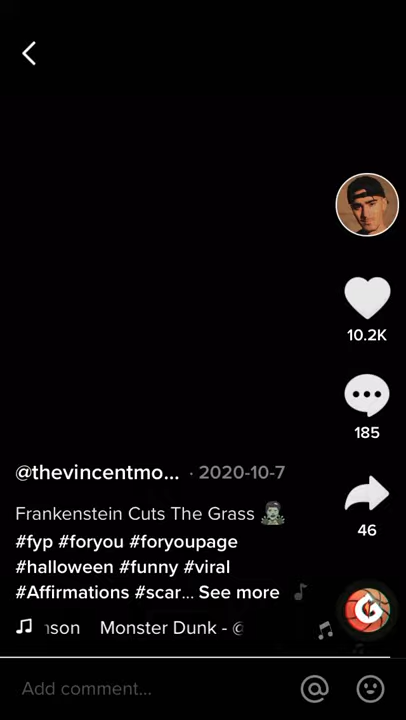 10.2K
185
@thevincentmo... · 2020-10-7
46
Frankenstein Cuts The Grass
#fyp #foryou #foryoupage
#halloween #funny #viral
#Affirmations #scar... See more
nson Monster Dunk - @
Add comment...